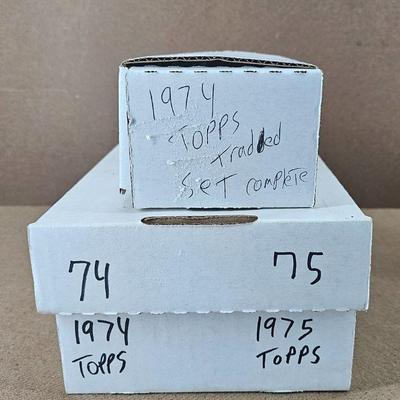 1974
TOPPS
Traded
Set complete
74 75
1974 1975
TOPPS TOPPS